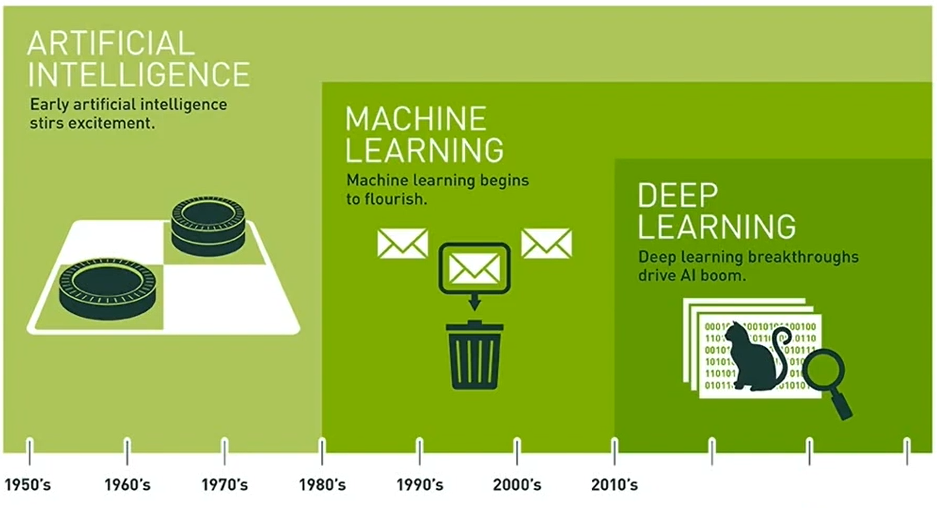 ARTIFICIAL
INTELLIGENCE
Early artificial intelligence
stirs excitement.
MACHINE
LEARNING
Machine learning begins
to flourish.
DEEP
LEARNING
Deep learning breakthroughs
drive AI boom.
1950's 1960's 1970's 1980's 1990's 2000's 2010's